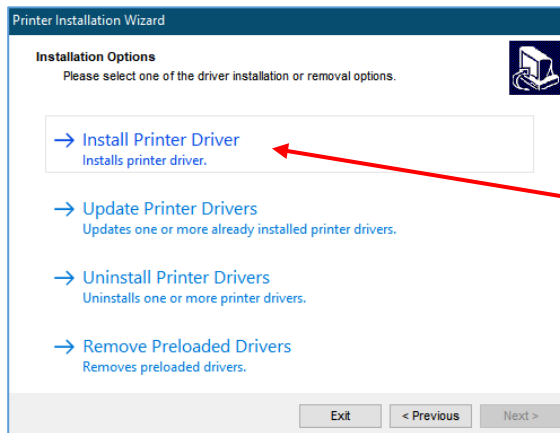 Printer Installation Wizard
Installation Options
Please select one of the driver installation or removal options.
→ Install Printer Driver
Installs printer driver.
→ Update Printer Drivers
Updates one or more already installed printer drivers.
→ Uninstall Printer Drivers
Uninstalls one or more printer drivers.
→ Remove Preloaded Drivers
Removes preloaded drivers.
Exit < Previous Next >